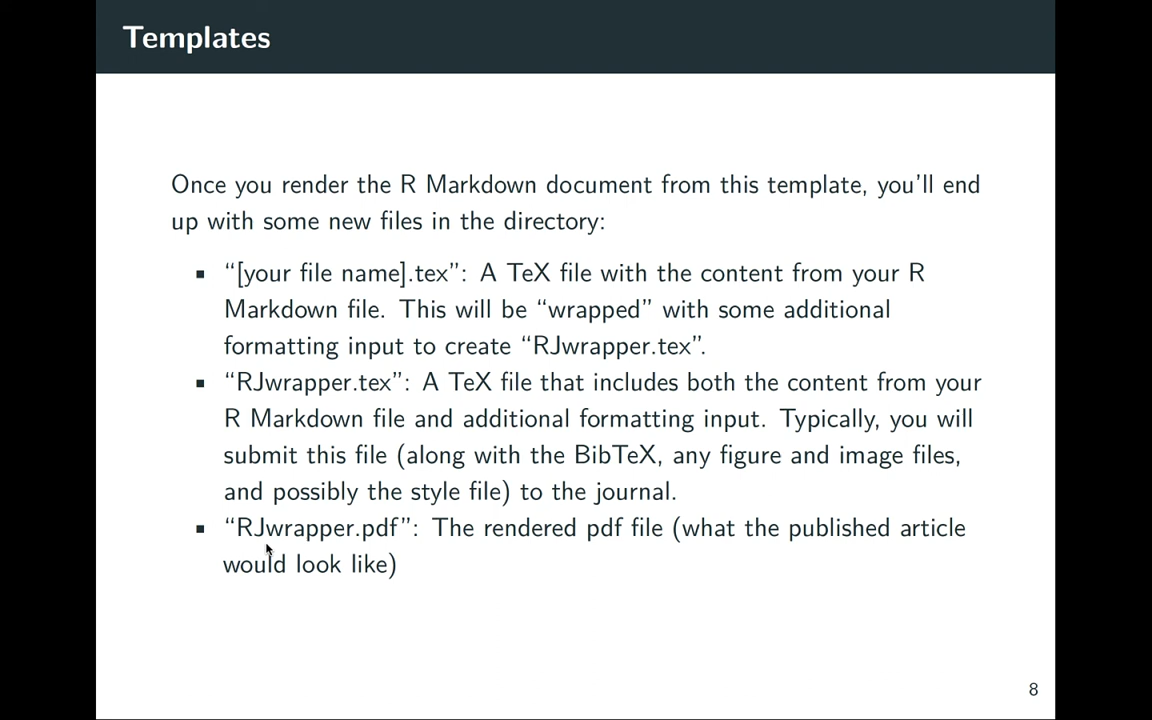 Templates
Once you render the R Markdown document from this template, you'll end
up with some new files in the directory:
▪ “[your file name].tex”: A TeX file with the content from your R
Markdown file. This will be “wrapped” with some additional
formatting input to create “RJwrapper.tex”.
▪ “RJwrapper.tex”: A TeX file that includes both the content from your
R Markdown file and additional formatting input. Typically, you will
submit this file (along with the BibTeX, any figure and image files,
and possibly the style file) to the journal.
▪ “RJwrapper.pdf”: The rendered pdf file (what the published article
would look like)
8